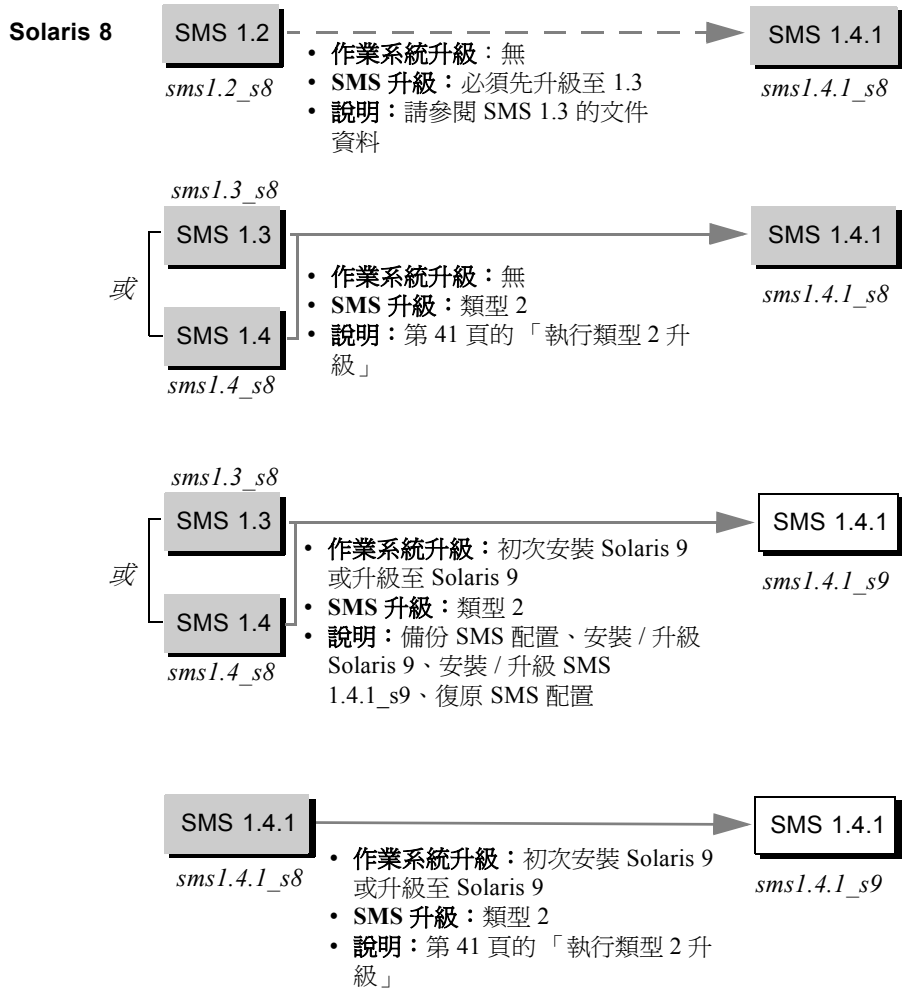 Solaris 8
SMS 1.2
SMS 1.4.1
sms1.2_s8
sms1.4.1_s8
• 作業系統升級：無
• SMS 升級：必須先升級至 1.3
• 說明：請參閱 SMS 1.3 的文件
資料
sms1.3_s8
SMS 1.3
SMS 1.4.1
或
SMS 1.4
sms1.4_s8
sms1.4.1_s8
• 作業系統升級：無
• SMS 升級：類型 2
• 說明：第 41 頁的「執行類型 2 升
級」
sms1.3_s8
SMS 1.3
SMS 1.4.1
或
SMS 1.4
sms1.4_s8
sms1.4.1_s9
• 作業系統升級：初次安裝 Solaris 9
或升級至 Solaris 9
• SMS 升級：類型 2
• 說明：備份 SMS 配置、安裝 / 升級
Solaris 9、安裝 / 升級 SMS
1.4.1_s9、復原 SMS 配置
SMS 1.4.1
SMS 1.4.1
sms1.4.1_s8
sms1.4.1_s9
• 作業系統升級：初次安裝 Solaris 9
或升級至 Solaris 9
• SMS 升級：類型 2
• 說明：第 41 頁的「執行類型 2 升
級」